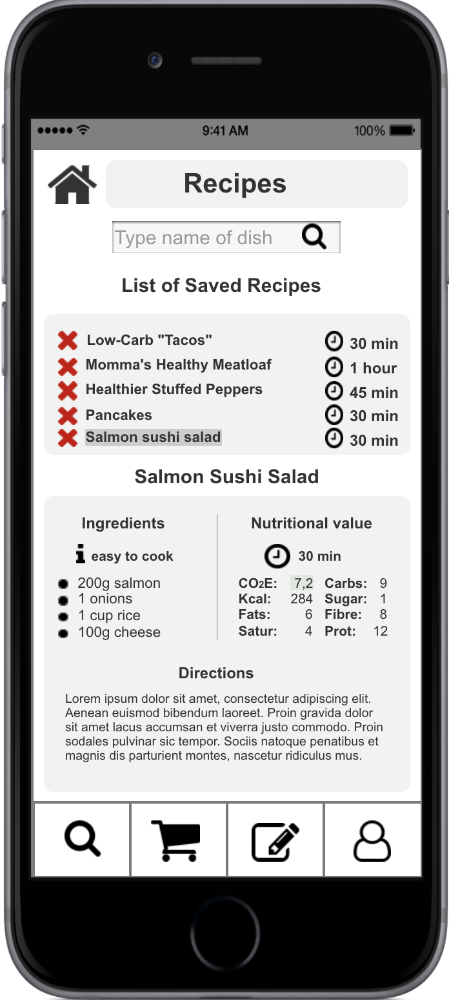 9:41 AM
100%
Recipes
Type name of dish
List of Saved Recipes
Low-Carb "Tacos" 30 min
Momma's Healthy Meatloaf 1 hour
Healthier Stuffed Peppers 45 min
Pancakes 30 min
Salmon sushi salad 30 min
Salmon Sushi Salad
Ingredients
easy to cook
200g salmon
1 onions
1 cup rice
100g cheese
Nutritional value
30 min
CO2E: 7,2 Carbs: 9
Kcal: 284 Sugar: 1
Fats: 6 Fibre: 8
Satur: 4 Prot: 12
Directions
Lorem ipsum dolor sit amet, consectetur adipiscing elit.
Aenean euismod bibendum laoreet. Proin gravida dolor
sit amet lacus accumsan et viverra justo commodo. Proin
sodales pulvinar sic tempor. Sociis natoque penatibus et
magnis dis parturient montes, nascetur ridiculus mus.